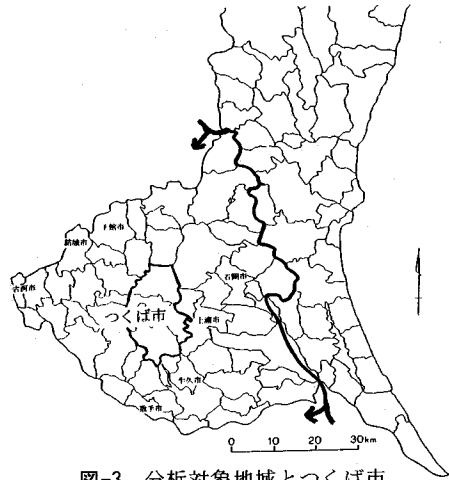 下館市
結城市
古河市
石岡市
つくば市
土浦市
牛久市
取手市
0 10 20 30km
図-3 分析対象地域とつくば市